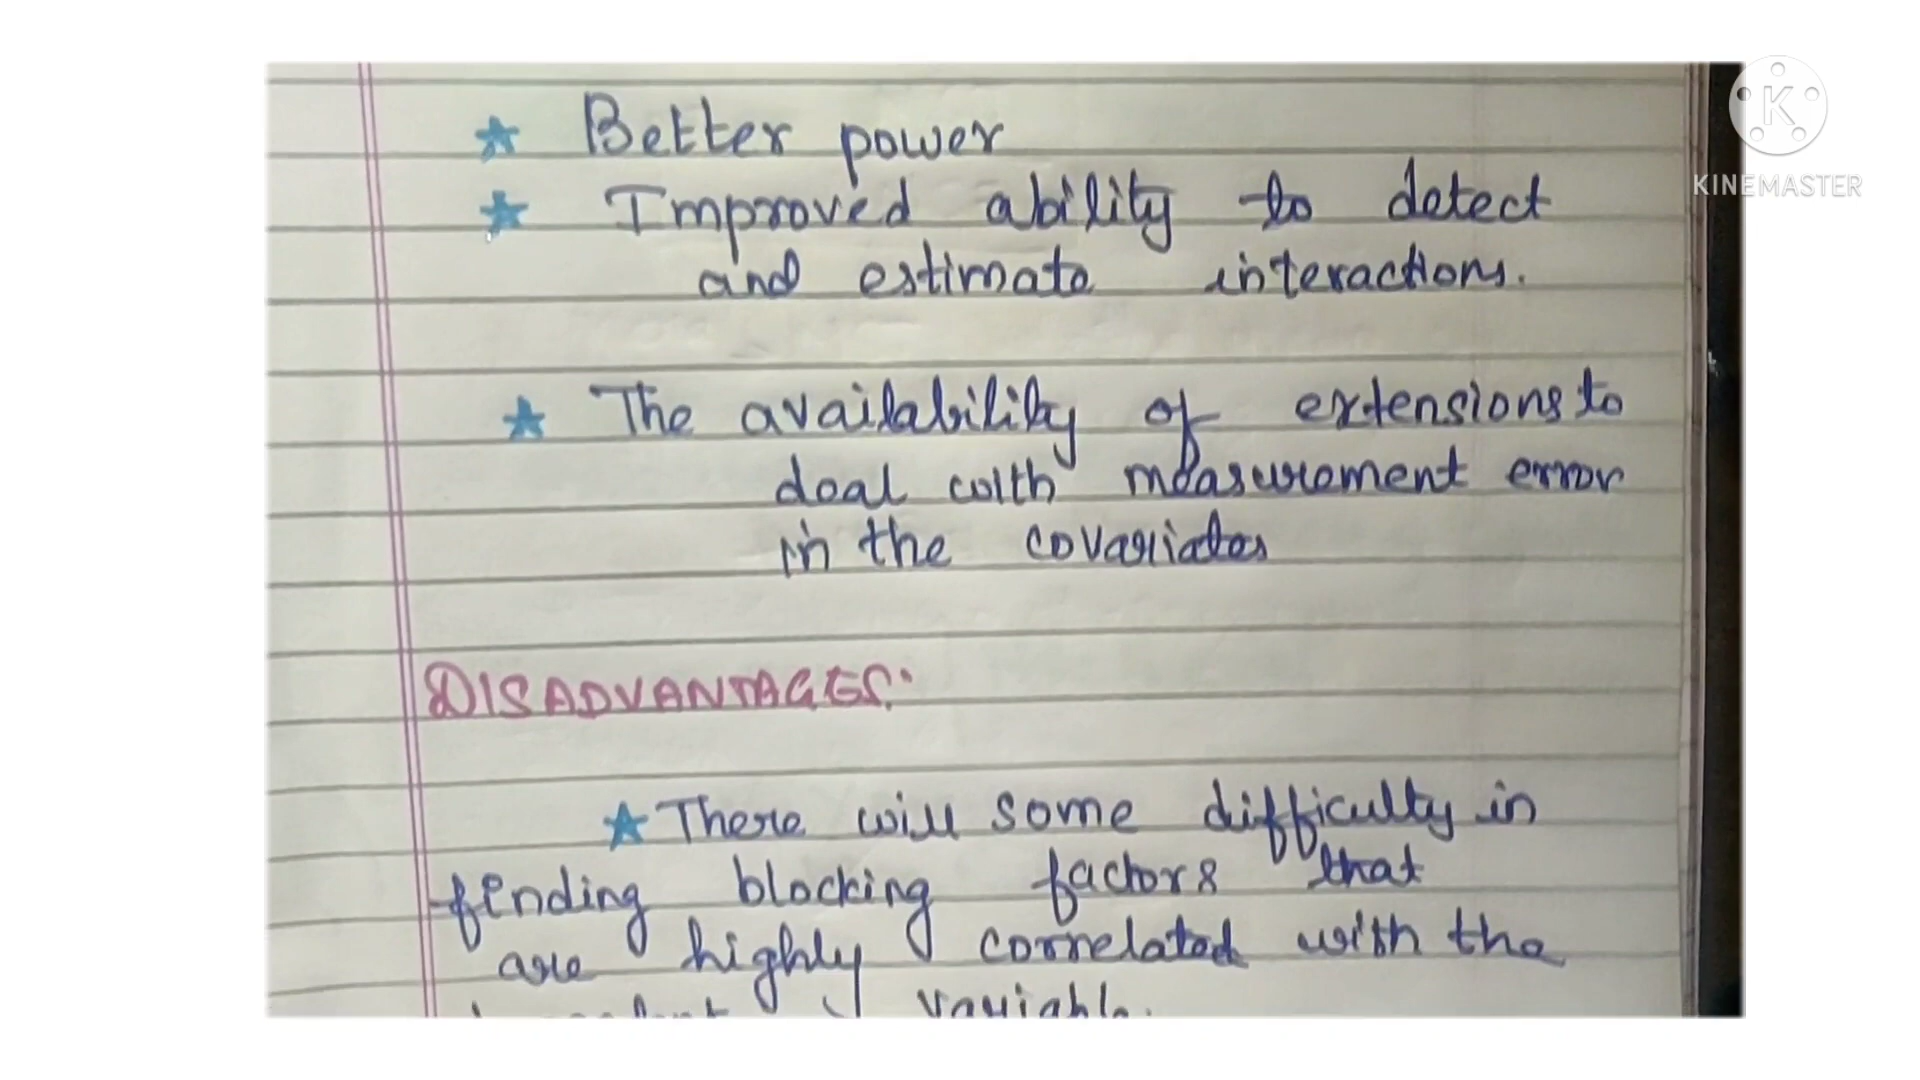 ★ Better power
★ Improved ability to detect
and estimate interactions.
★ The availability of extensions to
deal with measurement error
in the covariates
DISADVANTAGES:
★ There will some difficulty in
finding blocking factors that
are highly correlated with the
variable.
K
KINEMASTER